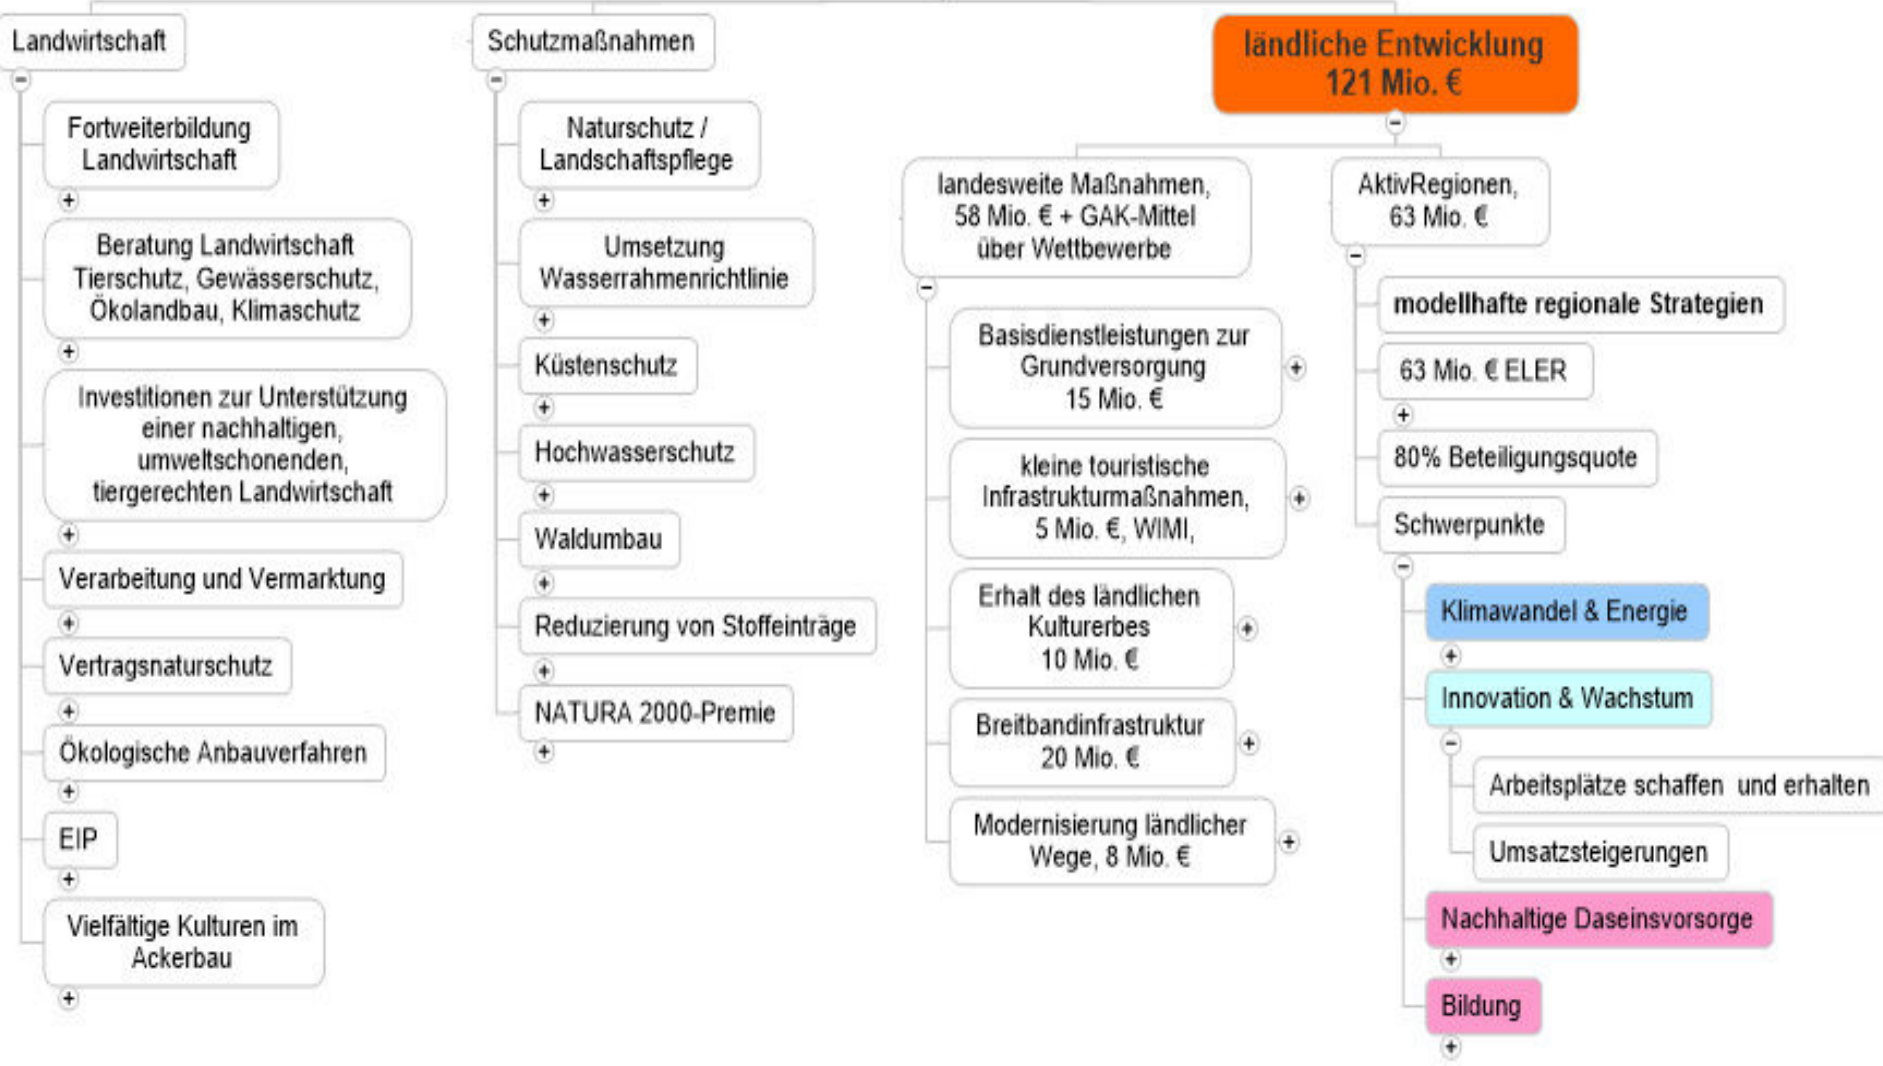 Landwirtschaft
Fortweiterbildung
Landwirtschaft
Beratung Landwirtschaft
Tierschutz, Gewässerschutz,
Ökolandbau, Klimaschutz
Investitionen zur Unterstützung
einer nachhaltigen,
umweltschonenden,
tiergerechten Landwirtschaft
Verarbeitung und Vermarktung
Vertragsnaturschutz
Ökologische Anbauverfahren
EIP
Vielfältige Kulturen im
Ackerbau
Schutzmaßnahmen
Naturschutz /
Landschaftspflege
Umsetzung
Wasserrahmenrichtlinie
Küstenschutz
Hochwasserschutz
Waldumbau
Reduzierung von Stoffeinträge
NATURA 2000-Premie
ländliche Entwicklung
121 Mio. €
landesweite Maßnahmen,
58 Mio. € + GAK-Mittel
über Wettbewerbe
Basisdienstleistungen zur
Grundversorgung
15 Mio. €
kleine touristische
Infrastrukturmaßnahmen,
5 Mio. €, WIMI,
Erhalt des ländlichen
Kulturerbes
10 Mio. €
Breitbandinfrastruktur
20 Mio. €
Modernisierung ländlicher
Wege, 8 Mio. €
AktivRegionen,
63 Mio. €
modellhafte regionale Strategien
63 Mio. € ELER
80% Beteiligungsquote
Schwerpunkte
Klimawandel & Energie
Innovation & Wachstum
Arbeitsplätze schaffen und erhalten
Umsatzsteigerungen
Nachhaltige Daseinsvorsorge
Bildung